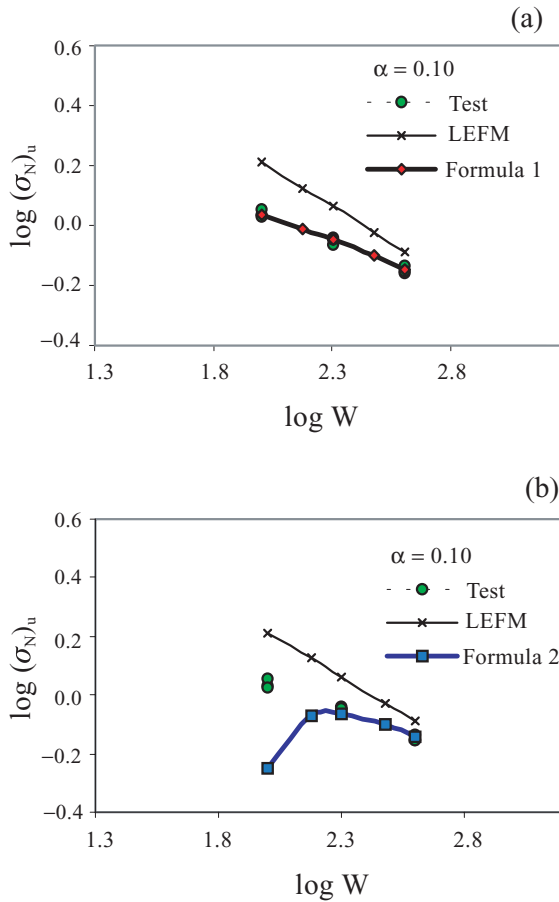 (a)
0.6
0.4
0.2
0.0
−0.2
−0.4
log (σN)u
α = 0.10
Test
LEFM
Formula 1
1.3 1.8 2.3 2.8
log W
(b)
0.6
0.4
0.2
0.0
−0.2
−0.4
log (σN)u
α = 0.10
Test
LEFM
Formula 2
1.3 1.8 2.3 2.8
log W